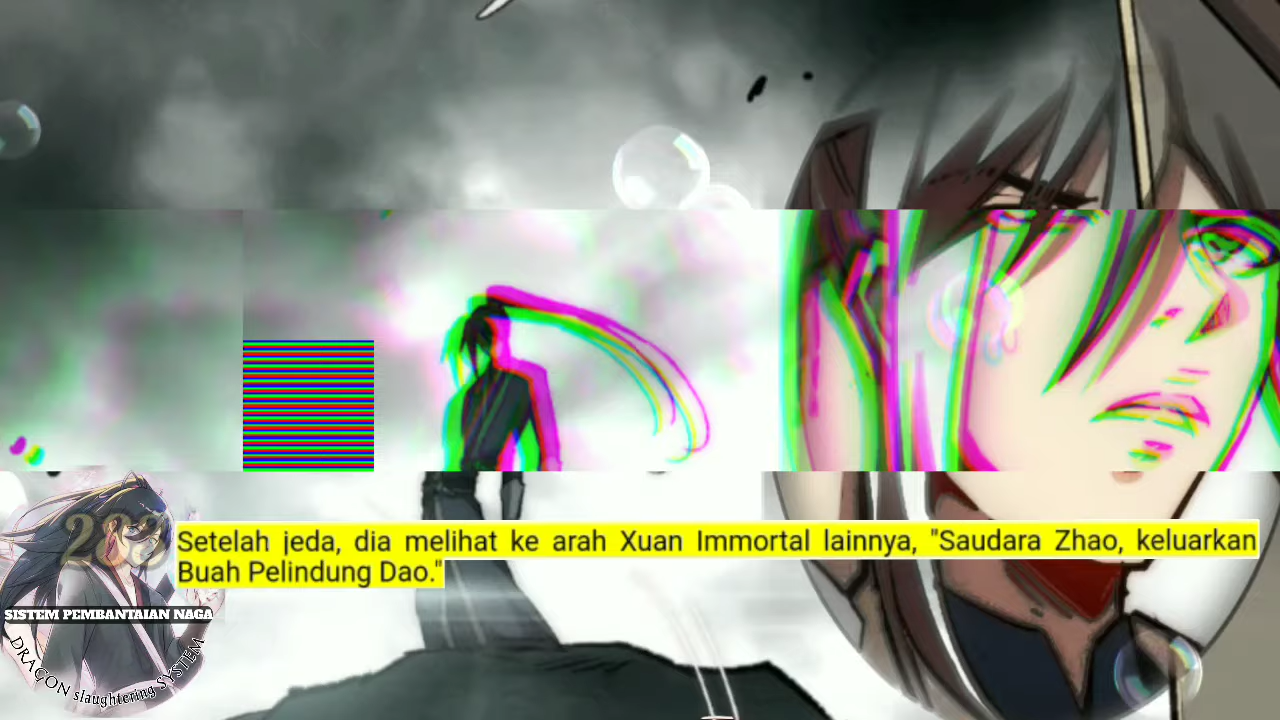 Setelah jeda, dia melihat ke arah Xuan Immortal lainnya, "Saudara Zhao, keluarkan
Buah Pelindung Dao."
SISTEM PEMBANTAIAN NAGA
DRAGON slaughtering SYSTEM